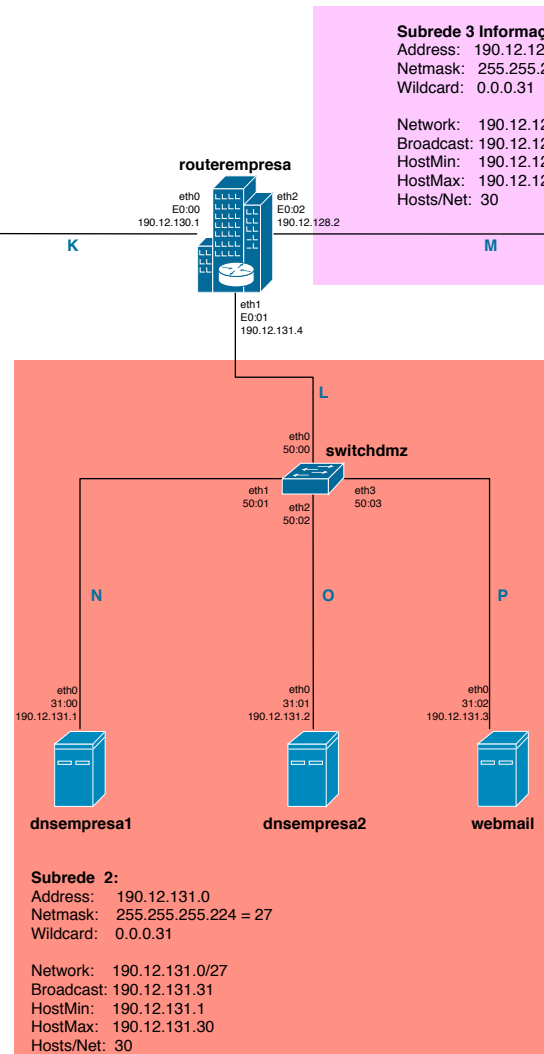 Subrede 3
Address: 190.12.12
Netmask: 255.255.2
Wildcard: 0.0.0.31
Network: 190.12.12
Broadcast: 190.12.12
HostMin: 190.12.12
HostMax: 190.12.12
Hosts/Net: 30
routerempresa
eth0
E0:00
190.12.130.1
eth2
E0:02
190.12.128.2
K
M
eth1
E0:01
190.12.131.4
L
eth0
50:00
switchdmz
eth1
50:01
eth2
50:02
eth3
50:03
N
O
P
eth0
31:00
190.12.131.1
eth0
31:01
190.12.131.2
eth0
31:02
190.12.131.3
dnsempresa1
dnsempresa2
webmail
Subrede 2:
Address: 190.12.131.0
Netmask: 255.255.255.224 = 27
Wildcard: 0.0.0.31
Network: 190.12.131.0/27
Broadcast: 190.12.131.31
HostMin: 190.12.131.1
HostMax: 190.12.131.30
Hosts/Net: 30